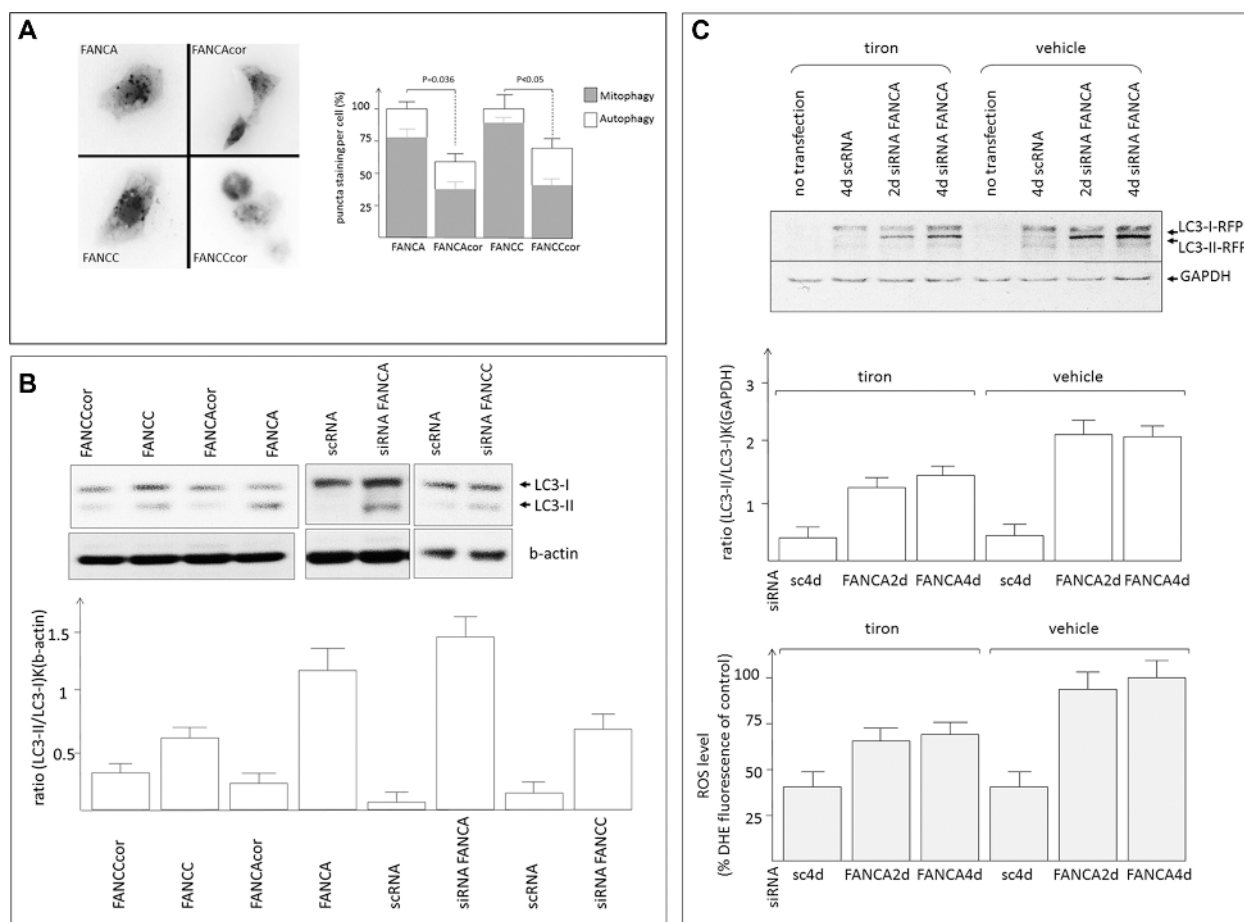 A
FANCA
FANCAcor
FANCC
FANCCcor
puncta staining per cell (%)
100
75
50
25
P=0.036
P<0.05
Mitophagy
Autophagy
FANCA FANCAcor FANCC FANCCcor
B
FANCCcor
FANCC
FANCAcor
FANCA
scRNA
siRNA FANCA
scRNA
siRNA FANCC
LC3-I
LC3-II
b-actin
ratio (LC3-II/LC3-I)K(b-actin)
1.5
1
0.5
FANCCcor
FANCC
FANCAcor
FANCA
scRNA
siRNA FANCA
scRNA
siRNA FANCC
C
tiron vehicle
no transfection
4d scRNA
2d siRNA FANCA
4d siRNA FANCA
no transfection
4d scRNA
2d siRNA FANCA
4d siRNA FANCA
LC3-I-RFP
LC3-II-RFP
GAPDH
ratio (LC3-II/LC3-I)K(GAPDH)
3
2
1
tiron vehicle
siRNA
sc4d FANCA2d FANCA4d sc4d FANCA2d FANCA4d
ROS level
(% DHE fluorescence of control)
100
75
50
25
tiron vehicle
siRNA
sc4d FANCA2d FANCA4d sc4d FANCA2d FANCA4d